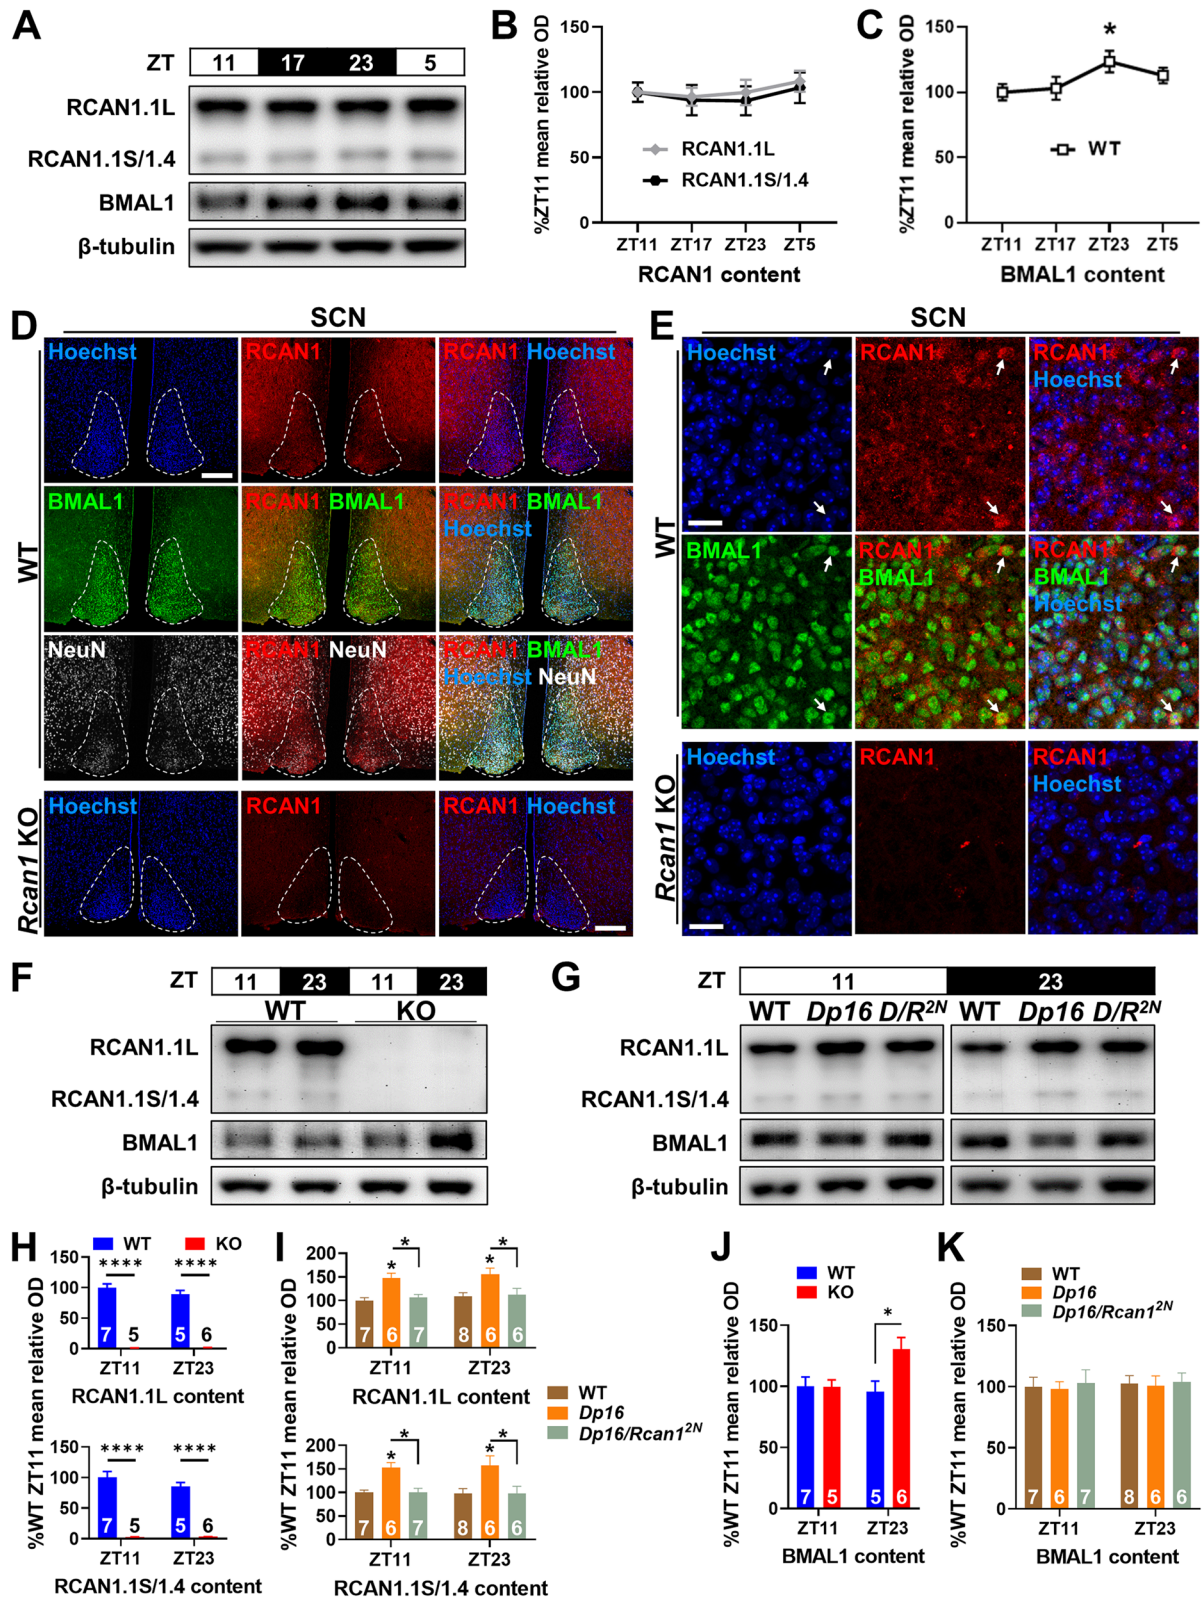 A
ZT 11 17 23 5
RCAN1.1L
RCAN1.1S/1.4
BMAL1
β-tubulin
B
%ZT11 mean relative OD
150
100
50
0
RCAN1.1L
RCAN1.1S/1.4
ZT11 ZT17 ZT23 ZT5
RCAN1 content
C
%ZT11 mean relative OD
150
100
50
0
*
WT
ZT11 ZT17 ZT23 ZT5
BMAL1 content
D
SCN
WT
Hoechst RCAN1 RCAN1 Hoechst
BMAL1 RCAN1 BMAL1 RCAN1 BMAL1
Hoechst
NeuN RCAN1 NeuN RCAN1 BMAL1
Hoechst NeuN
Rcan1 KO
Hoechst RCAN1 RCAN1 Hoechst
E
SCN
WT
Hoechst RCAN1 RCAN1
Hoechst
BMAL1 RCAN1 RCAN1
BMAL1 BMAL1
Hoechst
Rcan1 KO
Hoechst RCAN1 RCAN1
Hoechst
F
ZT 11 23 11 23
WT KO
RCAN1.1L
RCAN1.1S/1.4
BMAL1
β-tubulin
G
ZT 11 23
WT Dp16 D/R2N WT Dp16 D/R2N
RCAN1.1L
RCAN1.1S/1.4
BMAL1
β-tubulin
H
WT KO
%WT ZT11 mean relative OD
150
100
50
0
**** ****
7 5 5 6
ZT11 ZT23
RCAN1.1L content
150
100
50
0
**** ****
7 5 5 6
ZT11 ZT23
RCAN1.1S/1.4 content
I
%WT ZT11 mean relative OD
200
150
100
50
0
* * * *
7 6 7 8 6 6
ZT11 ZT23
RCAN1.1L content
WT
Dp16
Dp16/Rcan12N
200
150
100
50
0
* * * *
7 6 7 8 6 6
ZT11 ZT23
RCAN1.1S/1.4 content
J
WT
KO
%WT ZT11 mean relative OD
150
100
50
0
*
7 5 5 6
ZT11 ZT23
BMAL1 content
K
WT
Dp16
Dp16/Rcan12N
%WT ZT11 mean relative OD
150
100
50
0
7 6 7 8 6 6
ZT11 ZT23
BMAL1 content